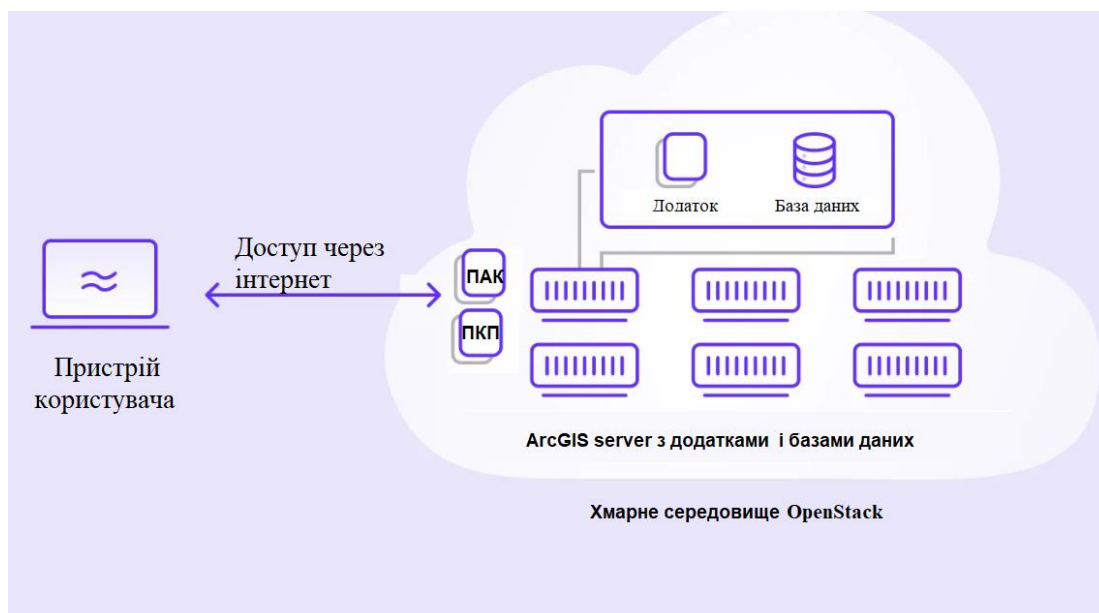 Додаток
База даних
Доступ через
інтернет
ПАК
ПКП
Пристрій
користувача
ArcGIS server з додатками і базами даних
Хмарне середовище OpenStack